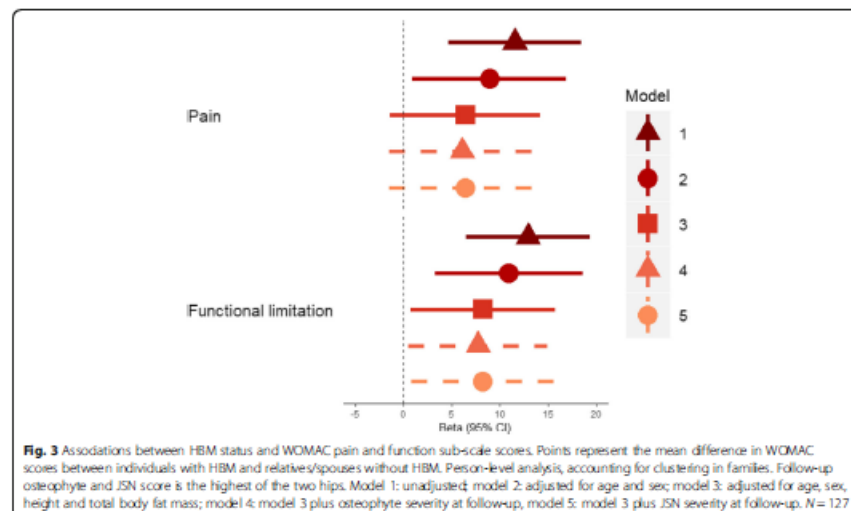 Model
1
2
3
4
5
Pain
Functional limitation
-5 0 5 10 15 20
Beta (95% CI)
Fig. 3 Associations between HBM status and WOMAC pain and function sub-scale scores. Points represent the mean difference in WOMAC
scores between individuals with HBM and relatives/spouses without HBM. Person-level analysis, accounting for clustering in families. Follow-up
osteophyte and JSN score is the highest of the two hips. Model 1: unadjusted; model 2: adjusted for age and sex; model 3: adjusted for age, sex,
height and total body fat mass; model 4: model 3 plus osteophyte severity at follow-up, model 5: model 3 plus JSN severity at follow-up. N = 127